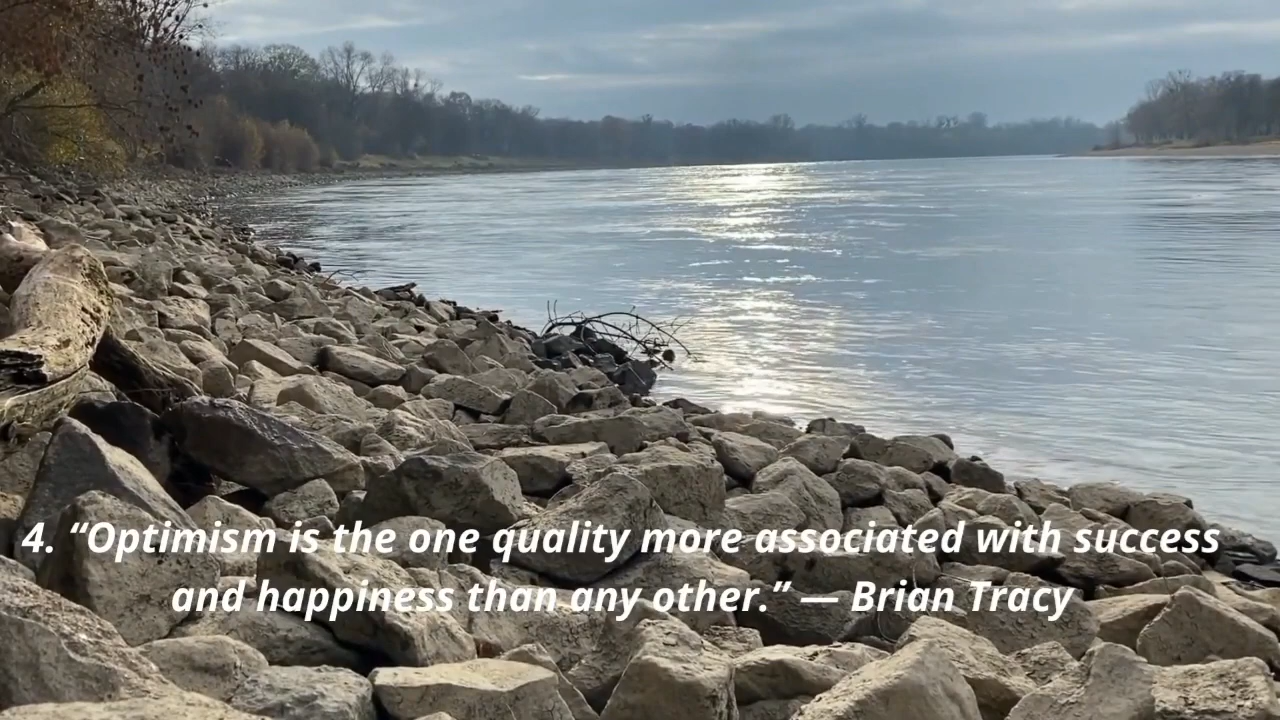 4. “Optimism is the one quality more associated with success
and happiness than any other.” — Brian Tracy